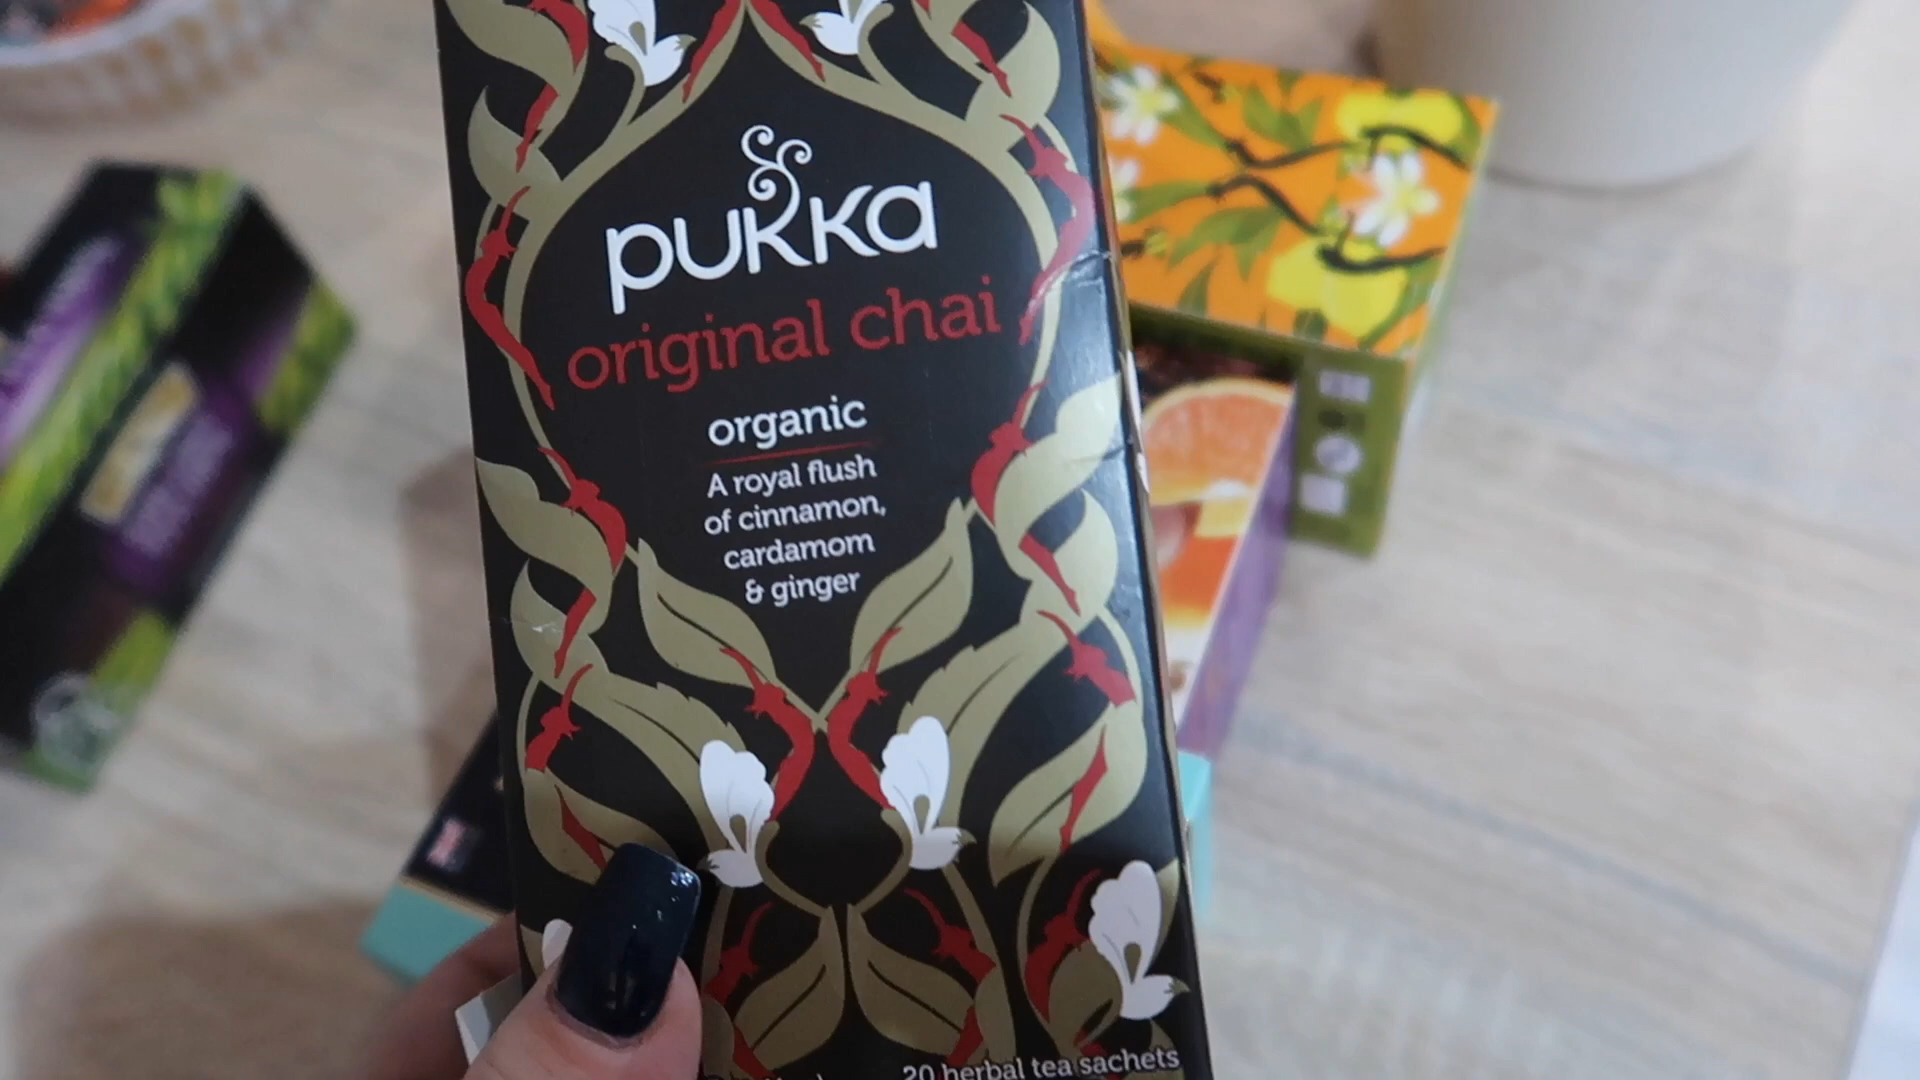 pukka
original chai
organic
A royal flush
of cinnamon,
cardamom
& ginger
20 herbal tea sachets